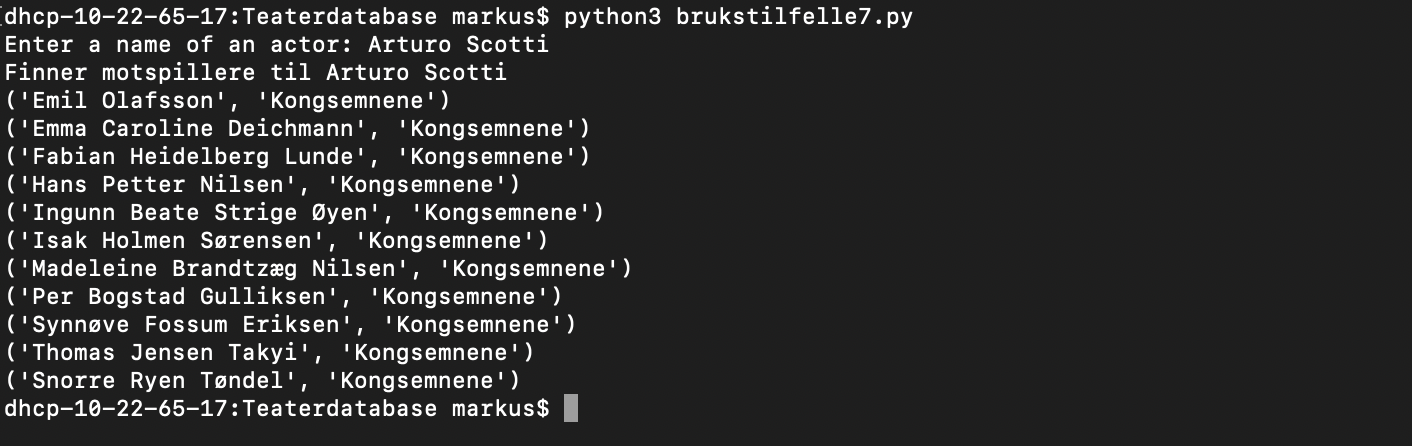 dhcp-10-22-65-17:Teaterdatabase markus$ python3 brukstilfelle7.py
Enter a name of an actor: Arturo Scotti
Finner motspillere til Arturo Scotti
('Emil Olafsson', 'Kongsemnene')
('Emma Caroline Deichmann', 'Kongsemnene')
('Fabian Heidelberg Lunde', 'Kongsemnene')
('Hans Petter Nilsen', 'Kongsemnene')
('Ingunn Beate Strige Øyen', 'Kongsemnene')
('Isak Holmen Sørensen', 'Kongsemnene')
('Madeleine Brandtzæg Nilsen', 'Kongsemnene')
('Per Bogstad Gulliksen', 'Kongsemnene')
('Synnøve Fossum Eriksen', 'Kongsemnene')
('Thomas Jensen Takyi', 'Kongsemnene')
('Snorre Ryen Tøndel', 'Kongsemnene')
dhcp-10-22-65-17:Teaterdatabase markus$